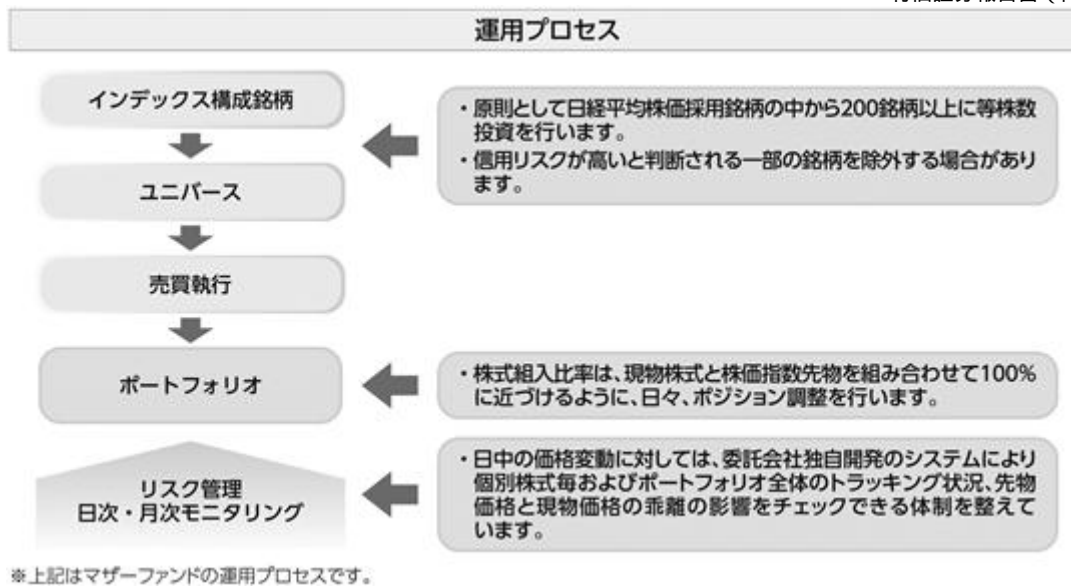 運用プロセス
インデックス構成銘柄
・原則として日経平均株価採用銘柄の中から200銘柄以上に等株数
投資を行います。
・信用リスクが高いと判断される一部の銘柄を除外する場合があり
ます。
ユニバース
売買執行
ポートフォリオ
・株式組入比率は、現物株式と株価指数先物を組み合わせて100%
に近づけるように、日々、ポジション調整を行います。
リスク管理
日次・月次モニタリング
・日中の価格変動に対しては、委託会社独自開発のシステムにより
個別株式毎およびポートフォリオ全体のトラッキング状況、先物
価格と現物価格の乖離の影響をチェックできる体制を整えて
います。
※上記はマザーファンドの運用プロセスです。